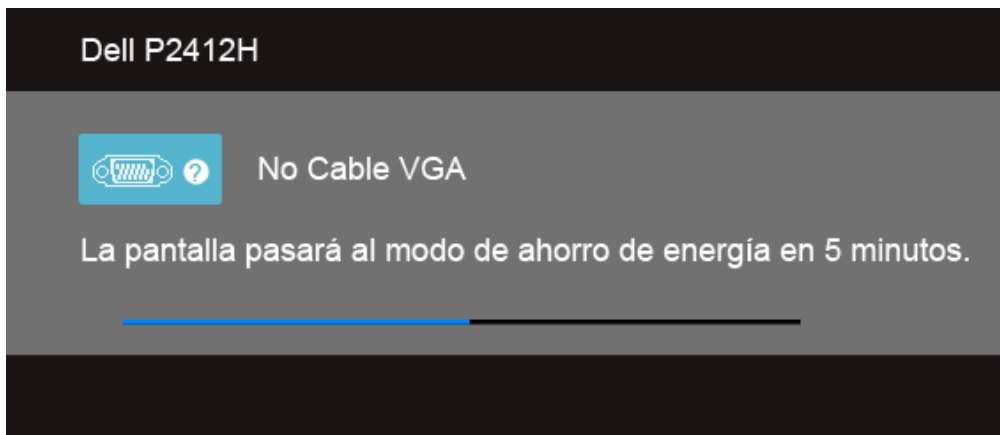 Dell P2412H
No Cable VGA
La pantalla pasará al modo de ahorro de energía en 5 minutos.